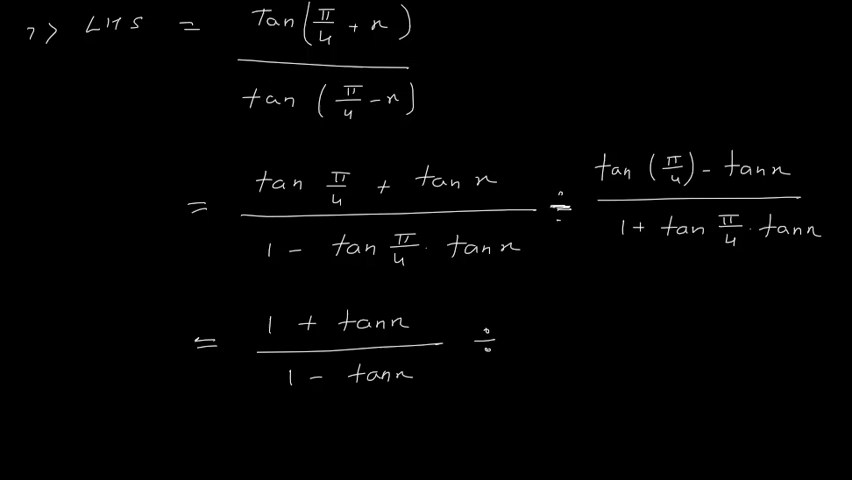 7> LHS = Tan(π/4 + x) / tan(π/4 - x)
= (tan π/4 + tan x) / (1 - tan π/4 . tan x) ÷ (tan(π/4) - tan x) / (1 + tan π/4 . tan x)
= (1 + tan x) / (1 - tan x) ÷